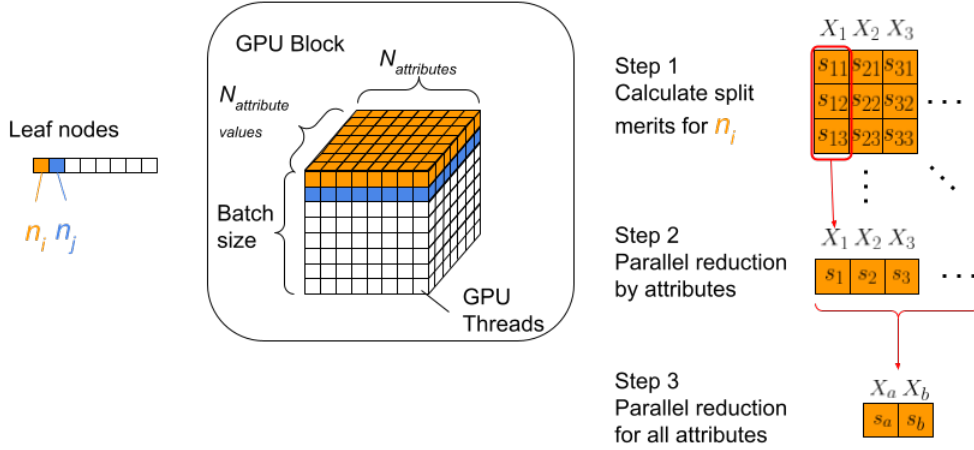 Leaf nodes
n_i n_j
GPU Block
N_attributes
N_attribute
values
Batch
size
GPU
Threads
Step 1
Calculate split
merits for n_i
X_1 X_2 X_3
s_11 s_21 s_31
s_12 s_22 s_32 ...
s_13 s_23 s_33
Step 2
Parallel reduction
by attributes
X_1 X_2 X_3
s_1 s_2 s_3 ...
Step 3
Parallel reduction
for all attributes
X_a X_b
s_a s_b